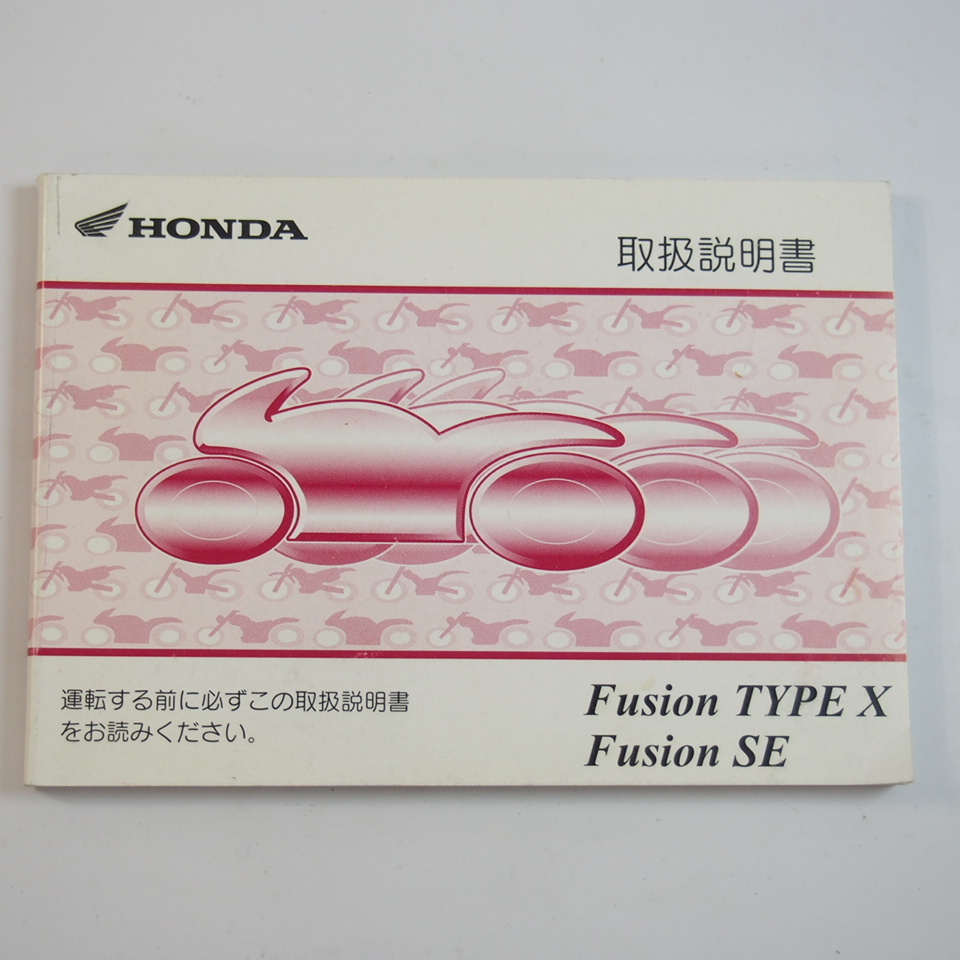 HONDA
取扱説明書
運転する前に必ずこの取扱説明書
をお読みください。
Fusion TYPE X
Fusion SE